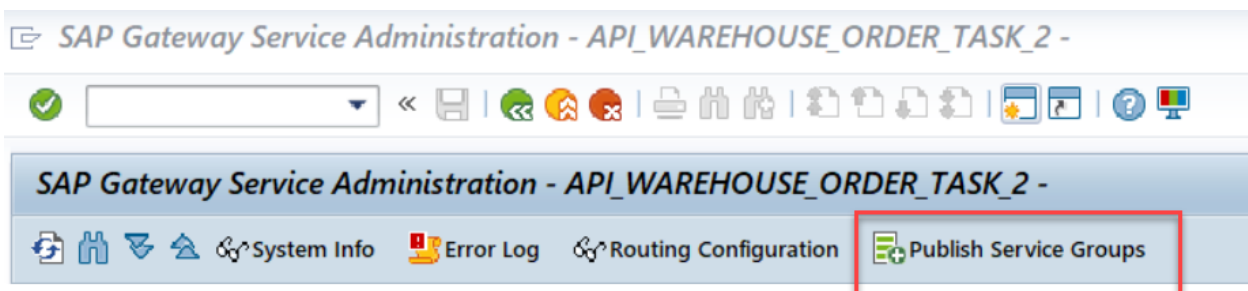 SAP Gateway Service Administration - API_WAREHOUSE_ORDER_TASK_2 -
SAP Gateway Service Administration - API_WAREHOUSE_ORDER_TASK_2 -
System Info Error Log Routing Configuration Publish Service Groups